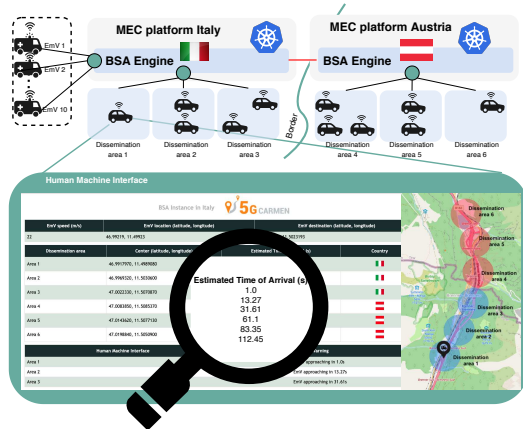 MEC platform Italy
MEC platform Austria
EmV 1
EmV 2
EmV 10
BSA Engine
BSA Engine
Border
Dissemination area 1
Dissemination area 2
Dissemination area 3
Dissemination area 4
Dissemination area 5
Dissemination area 6
Human Machine Interface
BSA Instance in Italy
5G CARMEN
EmV speed (m/s) EmV location (latitude, longitude) EmV destination (latitude, longitude)
22 46.99219, 11.49923
Dissemination area Center (latitude, longitude) Estimated (s) Country
Area 1 46.9917970, 11.4989080
Area 2 46.9969320, 11.5030600
Area 3 47.0022330, 11.5070870
Area 4 47.0083850, 11.5085370
Area 5 47.0143620, 11.5077130
Area 6 47.0198840, 11.5050900
Estimated Time of Arrival (s)
1.0
13.27
31.61
61.1
83.35
112.45
Human Machine Interface
Area 1 EmV approaching in 1.0s
Area 2 EmV approaching in 13.27s
Area 3 EmV approaching in 31.61s
Dissemination area 6
Dissemination area 5
Dissemination area 4
Dissemination area 3
Dissemination area 2
Dissemination area 1